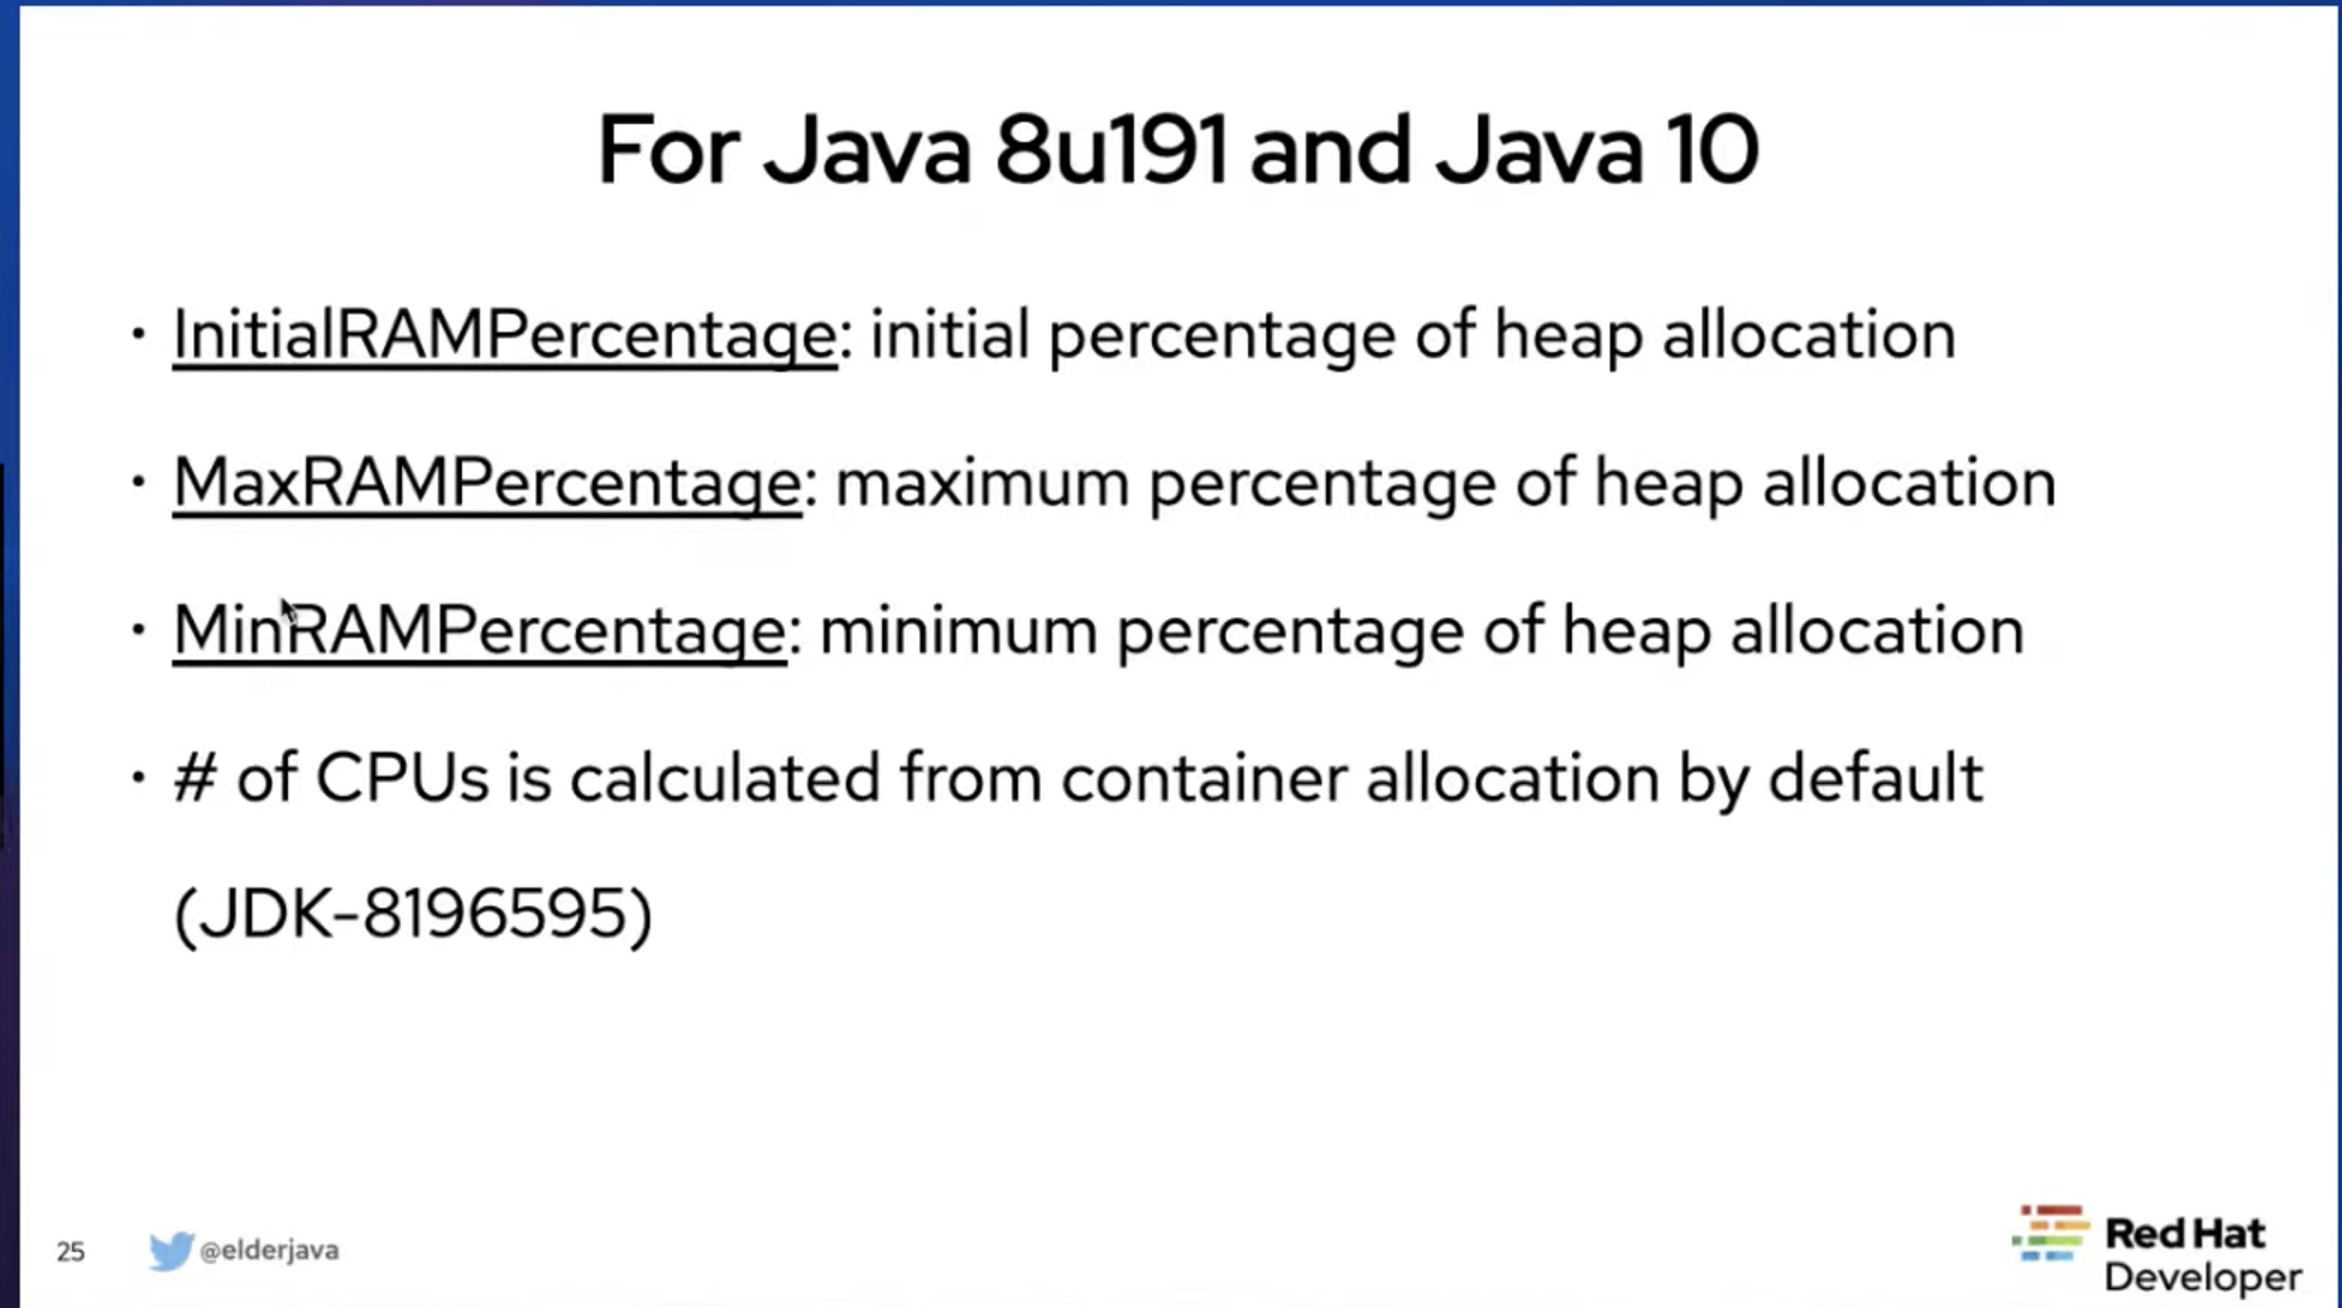 For Java 8u191 and Java 10
• InitialRAMPercentage: initial percentage of heap allocation
• MaxRAMPercentage: maximum percentage of heap allocation
• MinRAMPercentage: minimum percentage of heap allocation
• # of CPUs is calculated from container allocation by default
(JDK-8196595)
25 @elderjava
Red Hat
Developer